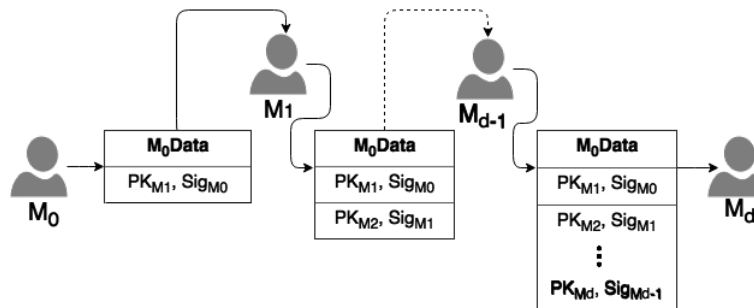 M0
M0Data
PKM1, SigM0
M1
M0Data
PKM1, SigM0
PKM2, SigM1
Md-1
M0Data
PKM1, SigM0
PKM2, SigM1
⋮
PKMd, SigMd-1
Md